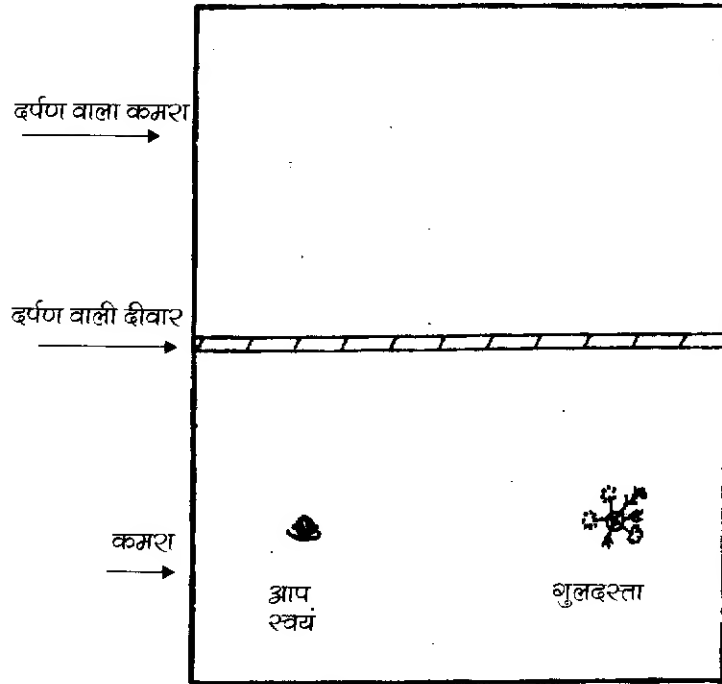 दर्पण वाला कमरा
दर्पण वाली दीवार
कमरा
आप
स्वयं
गुलदस्ता